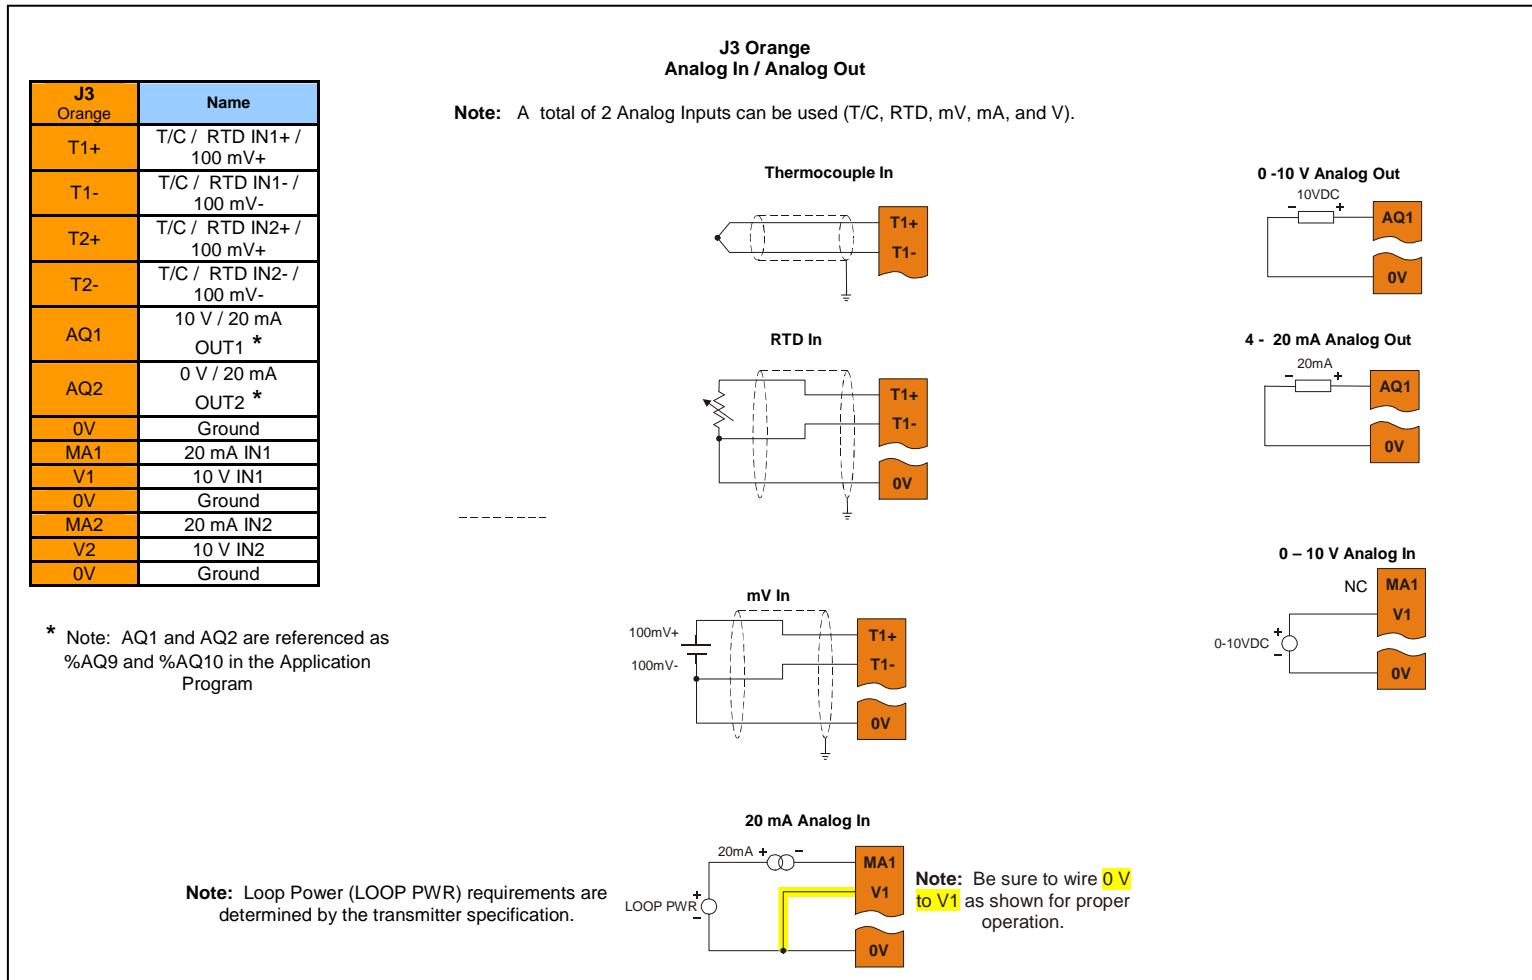 J3 Orange
Analog In / Analog Out
Note: A total of 2 Analog Inputs can be used (T/C, RTD, mV, mA, and V).
J3
Orange
Name
T1+
T/C / RTD IN1+ /
100 mV+
T1-
T/C / RTD IN1- /
100 mV-
T2+
T/C / RTD IN2+ /
100 mV+
T2-
T/C / RTD IN2- /
100 mV-
AQ1
10 V / 20 mA
OUT1 *
AQ2
0 V / 20 mA
OUT2 *
0V
Ground
MA1
20 mA IN1
V1
10 V IN1
0V
Ground
MA2
20 mA IN2
V2
10 V IN2
0V
Ground
* Note: AQ1 and AQ2 are referenced as
%AQ9 and %AQ10 in the Application
Program
Thermocouple In
T1+
T1-
RTD In
T1+
T1-
0V
mV In
100mV+
100mV-
T1+
T1-
0V
20 mA Analog In
20mA + -
MA1
V1
+
LOOP PWR
-
0V
Note: Loop Power (LOOP PWR) requirements are
determined by the transmitter specification.
Note: Be sure to wire 0 V
to V1 as shown for proper
operation.
0 -10 V Analog Out
10VDC
- +
AQ1
0V
4 - 20 mA Analog Out
20mA
- +
AQ1
0V
0 – 10 V Analog In
NC
MA1
V1
+
0-10VDC
-
0V